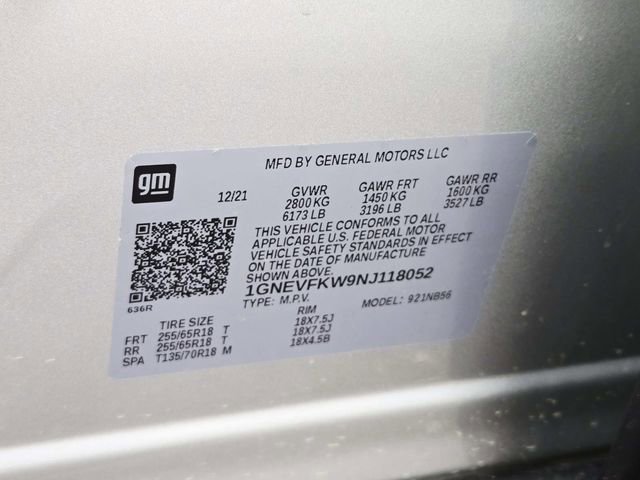 MFD BY GENERAL MOTORS LLC
gm
12/21 GVWR GAWR FRT GAWR RR
2800 KG 1450 KG 1600 KG
6173 LB 3196 LB 3527 LB
THIS VEHICLE CONFORMS TO ALL
APPLICABLE U.S. FEDERAL MOTOR
VEHICLE SAFETY STANDARDS IN EFFECT
ON THE DATE OF MANUFACTURE
SHOWN ABOVE.
1GNEVFKW9NJ118052
636R
TYPE: M.P.V. MODEL: 921NB56
TIRE SIZE RIM
FRT 255/65R18 T 18X7.5J
RR 255/65R18 T 18X7.5J
SPA T135/70R18 M 18X4.5B